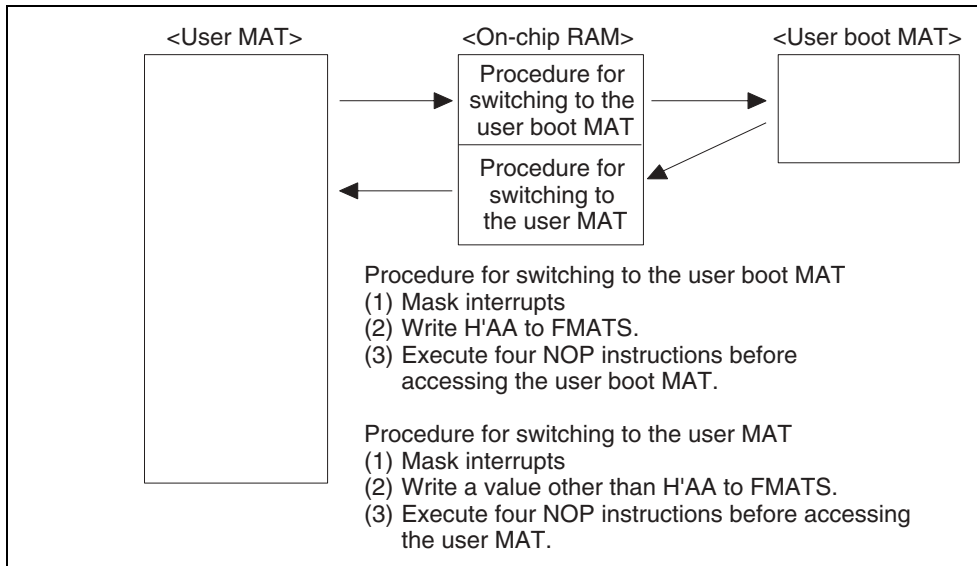 <User MAT>
<On-chip RAM>
<User boot MAT>
Procedure for
switching to the
user boot MAT
Procedure for
switching to
the user MAT
Procedure for switching to the user boot MAT
(1) Mask interrupts
(2) Write H'AA to FMATS.
(3) Execute four NOP instructions before
accessing the user boot MAT.
Procedure for switching to the user MAT
(1) Mask interrupts
(2) Write a value other than H'AA to FMATS.
(3) Execute four NOP instructions before accessing
the user MAT.